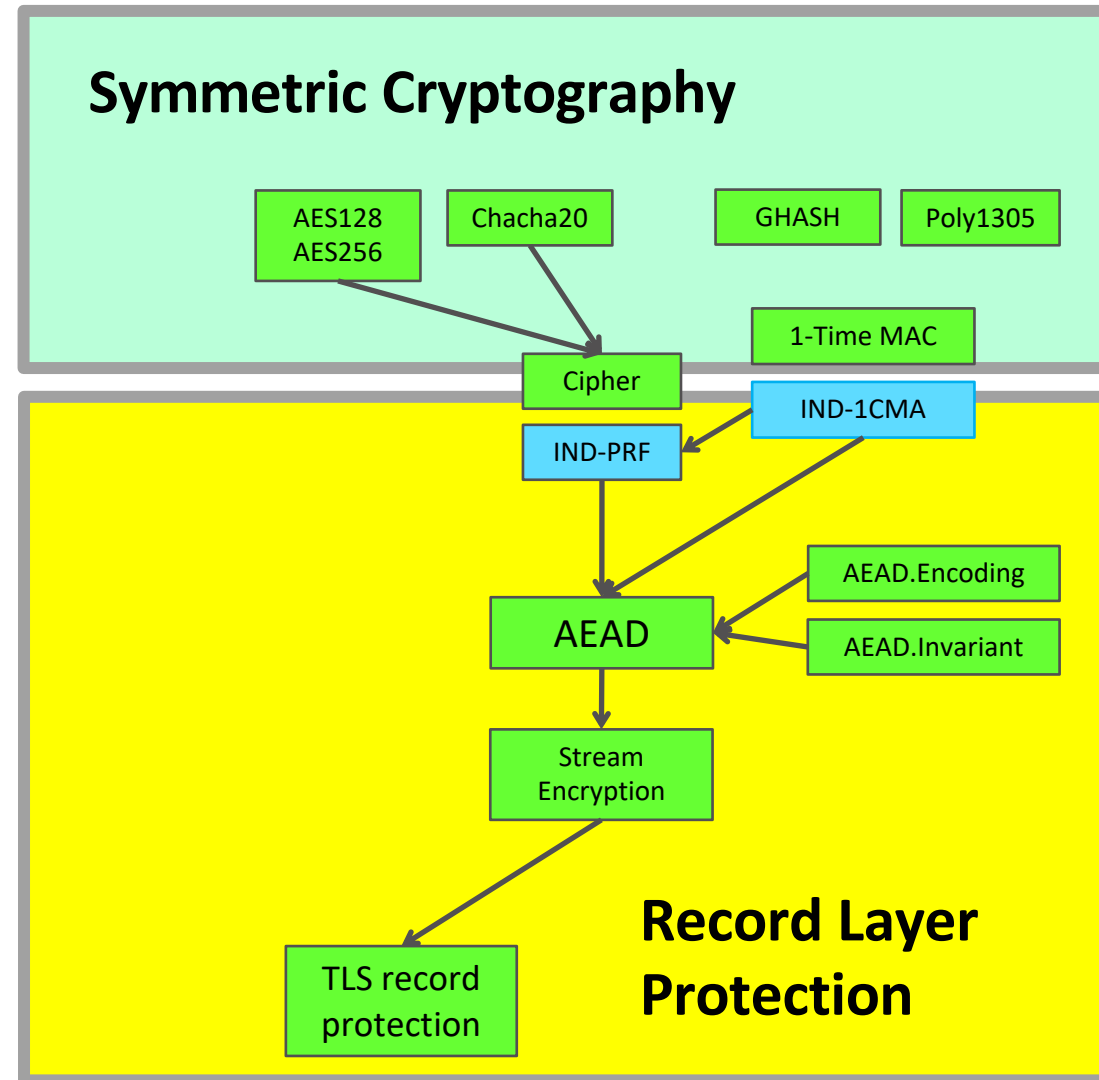 Symmetric Cryptography
AES128
AES256
Chacha20
GHASH
Poly1305
1-Time MAC
Cipher
IND-1CMA
IND-PRF
AEAD.Encoding
AEAD
AEAD.Invariant
Stream
Encryption
Record Layer
Protection
TLS record
protection